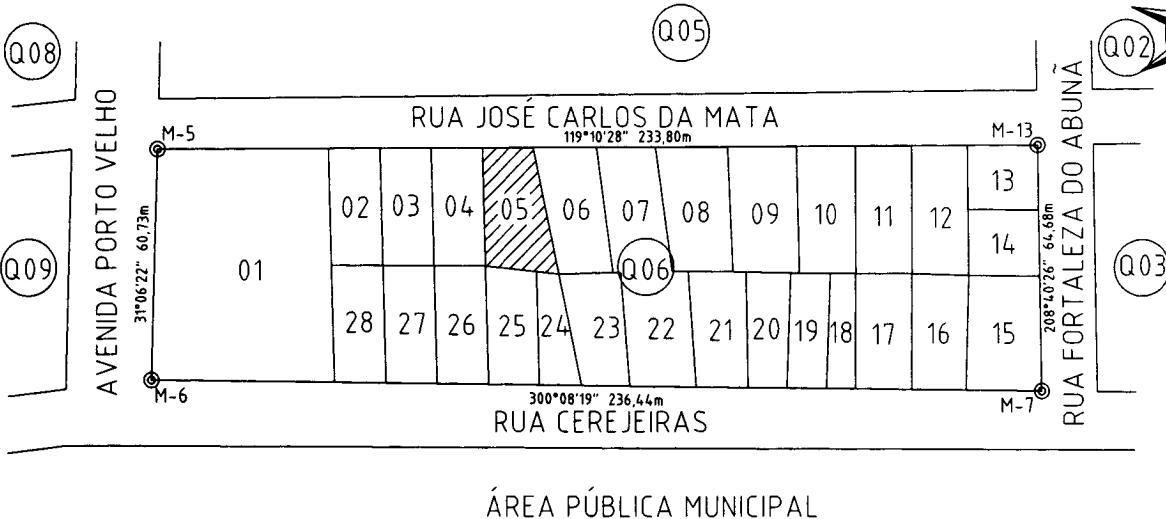 Q08
Q05
Q02
RUA JOSÉ CARLOS DA MATA
119°10'28" 233,80m
M-5
M-13
AVENIDA PORTO VELHO
31°06'22" 60,73m
RUA FORTALEZA DO ABUNÃ
208°40'26" 64,68m
Q09
Q03
01
02
03
04
05
06
07
08
09
10
11
12
13
14
Q06
28
27
26
25
24
23
22
21
20
19
18
17
16
15
M-6
M-7
300°08'19" 236,44m
RUA CEREJEIRAS
ÁREA PÚBLICA MUNICIPAL